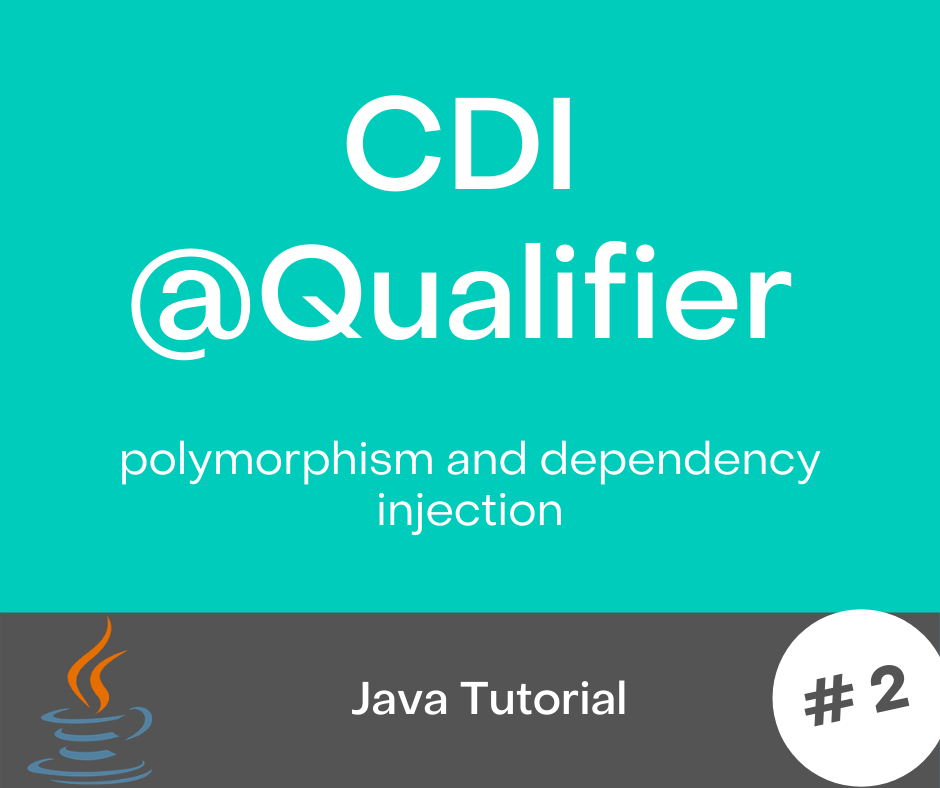 CDI
@Qualifier
polymorphism and dependency
injection
Java Tutorial
# 2